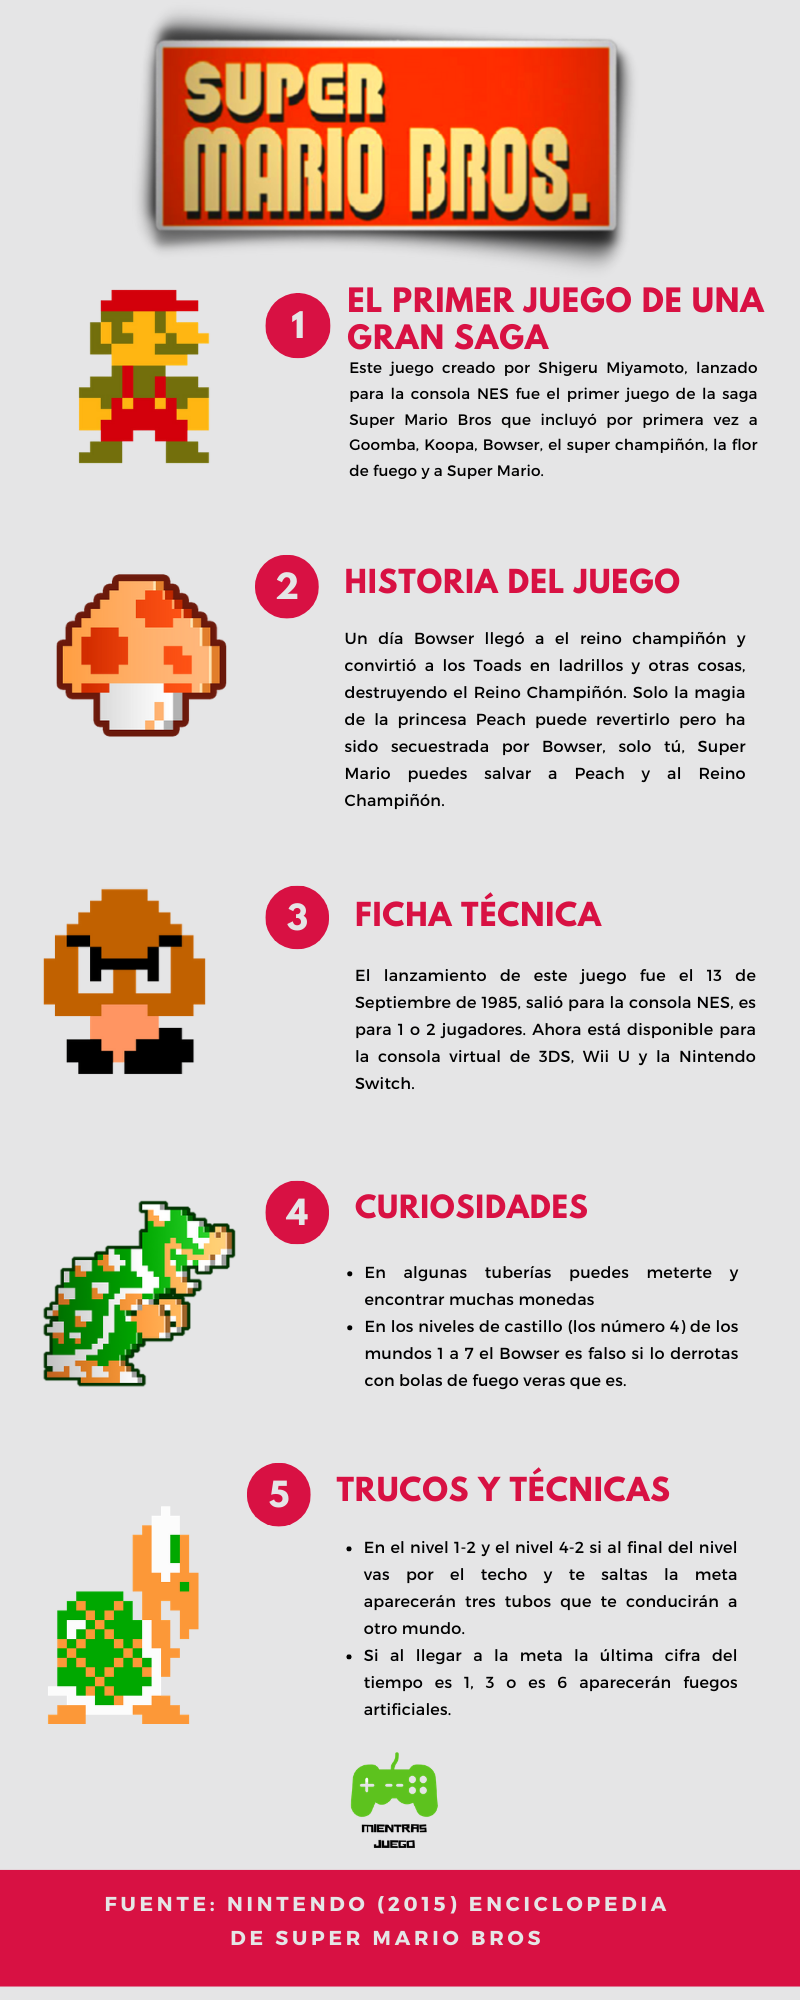 SUPER
MARIO BROS.
1
EL PRIMER JUEGO DE UNA
GRAN SAGA
Este juego creado por Shigeru Miyamoto, lanzado
para la consola NES fue el primer juego de la saga
Super Mario Bros que incluyó por primera vez a
Goomba, Koopa, Bowser, el super champiñón, la flor
de fuego y a Super Mario.
2
HISTORIA DEL JUEGO
Un día Bowser llegó a el reino champiñón y
convirtió a los Toads en ladrillos y otras cosas,
destruyendo el Reino Champiñón. Solo la magia
de la princesa Peach puede revertirlo pero ha
sido secuestrada por Bowser, solo tú, Super
Mario puedes salvar a Peach y al Reino
Champiñón.
3
FICHA TÉCNICA
El lanzamiento de este juego fue el 13 de
Septiembre de 1985, salió para la consola NES, es
para 1 o 2 jugadores. Ahora está disponible para
la consola virtual de 3DS, Wii U y la Nintendo
Switch.
4
CURIOSIDADES
• En algunas tuberías puedes meterte y
encontrar muchas monedas
• En los niveles de castillo (los número 4) de los
mundos 1 a 7 el Bowser es falso si lo derrotas
con bolas de fuego veras que es.
5
TRUCOS Y TÉCNICAS
• En el nivel 1-2 y el nivel 4-2 si al final del nivel
vas por el techo y te saltas la meta
aparecerán tres tubos que te conducirán a
otro mundo.
• Si al llegar a la meta la última cifra del
tiempo es 1, 3 o es 6 aparecerán fuegos
artificiales.
MIENTRAS
JUEGO
FUENTE: NINTENDO (2015) ENCICLOPEDIA
DE SUPER MARIO BROS